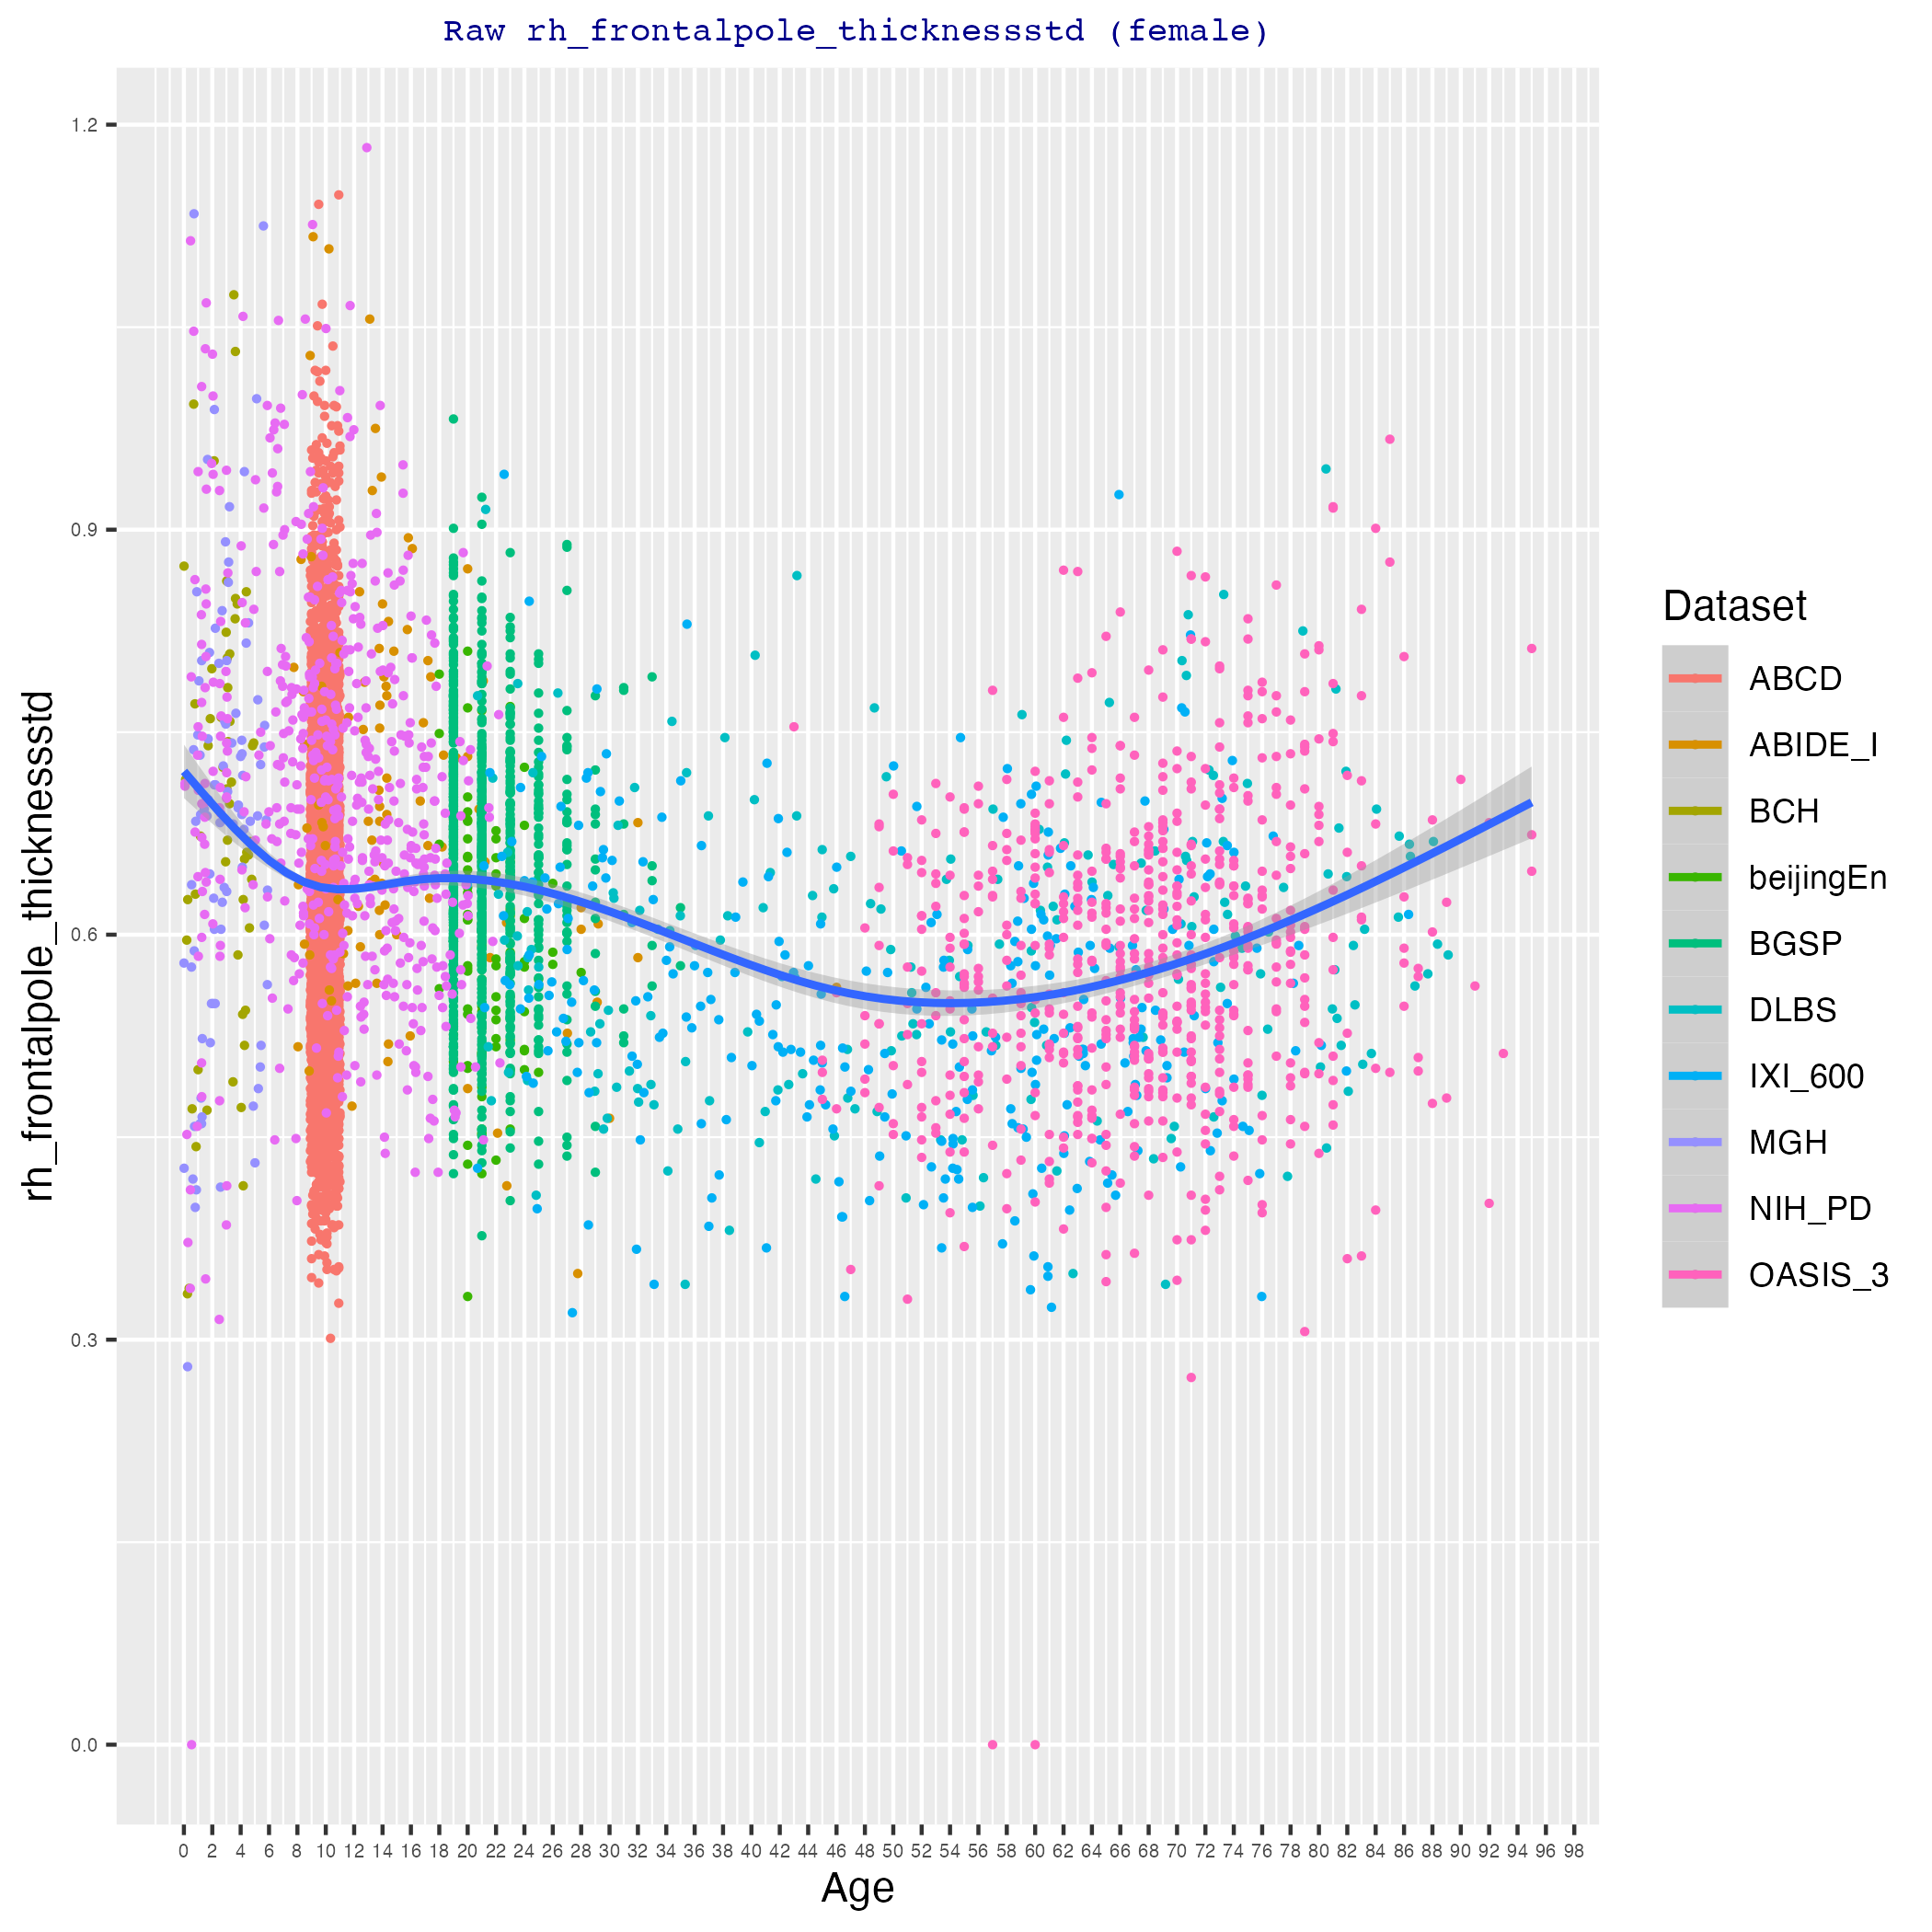 Raw rh_frontalpole_thicknessstd (female)
rh_frontalpole_thicknessstd
1.2
0.9
0.6
0.3
0.0
0 2 4 6 8 10 12 14 16 18 20 22 24 26 28 30 32 34 36 38 40 42 44 46 48 50 52 54 56 58 60 62 64 66 68 70 72 74 76 78 80 82 84 86 88 90 92 94 96 98
Age
Dataset
ABCD
ABIDE_I
BCH
beijingEn
BGSP
DLBS
IXI_600
MGH
NIH_PD
OASIS_3